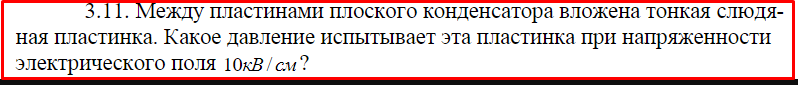 3.11. Между пластинами плоского конденсатора вложена тонкая слюдя-
ная пластинка. Какое давление испытывает эта пластинка при напряженности
электрического поля 10кВ / см ?